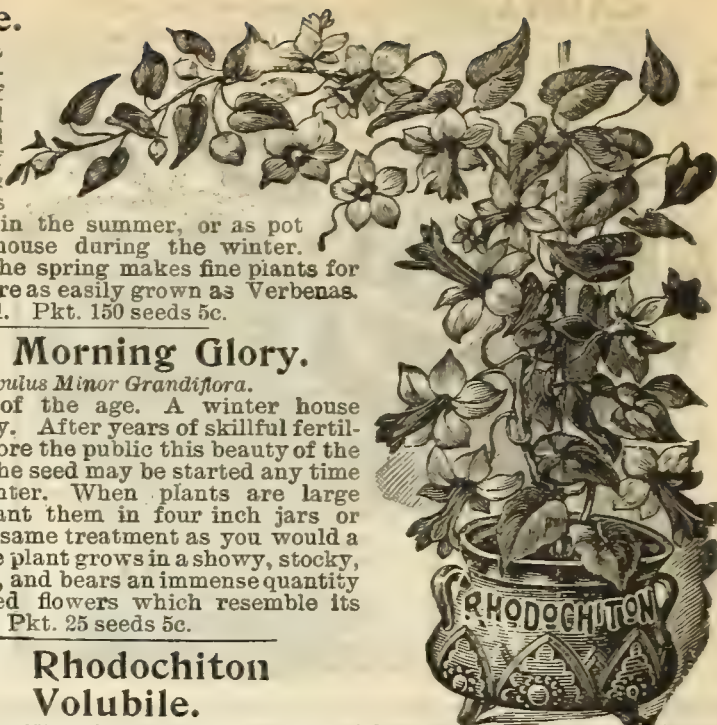 e.
in the summer, or as pot
house during the winter.
he spring makes fine plants for
re as easily grown as Verbenas.
l. Pkt. 150 seeds 5c.
Morning Glory.
oulus Minor Grandiflora.
of the age. A winter house
y. After years of skillful fertil-
ore the public this beauty of the
he seed may be started any time
nter. When plants are large
ant them in four inch jars or
same treatment as you would a
e plant grows in a showy, stocky,
, and bears an immense quantity
ed flowers which resemble its
Pkt. 25 seeds 5c.
RHODOCHITON
Rhodochiton
Volubile.